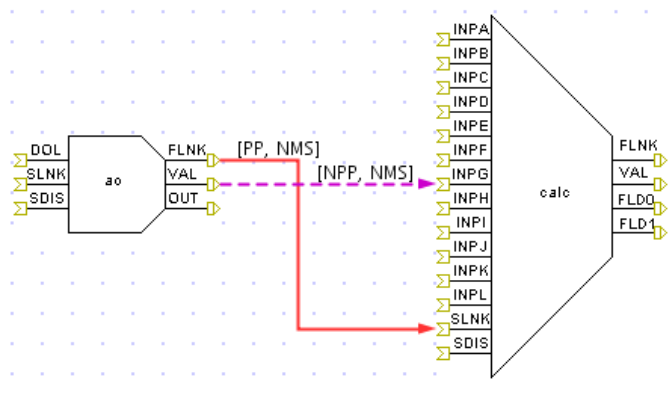 INPA
INPB
INPC
INPD
INPE
DOL
FLNK
[PP, NMS]
INPF
FLNK
SLNK
ao
VAL
[NPP, NMS]
INPG
calc
VAL
SDIS
OUT
INPH
FLD0
INPI
FLD1
INPJ
INPK
INPL
SLNK
SDIS